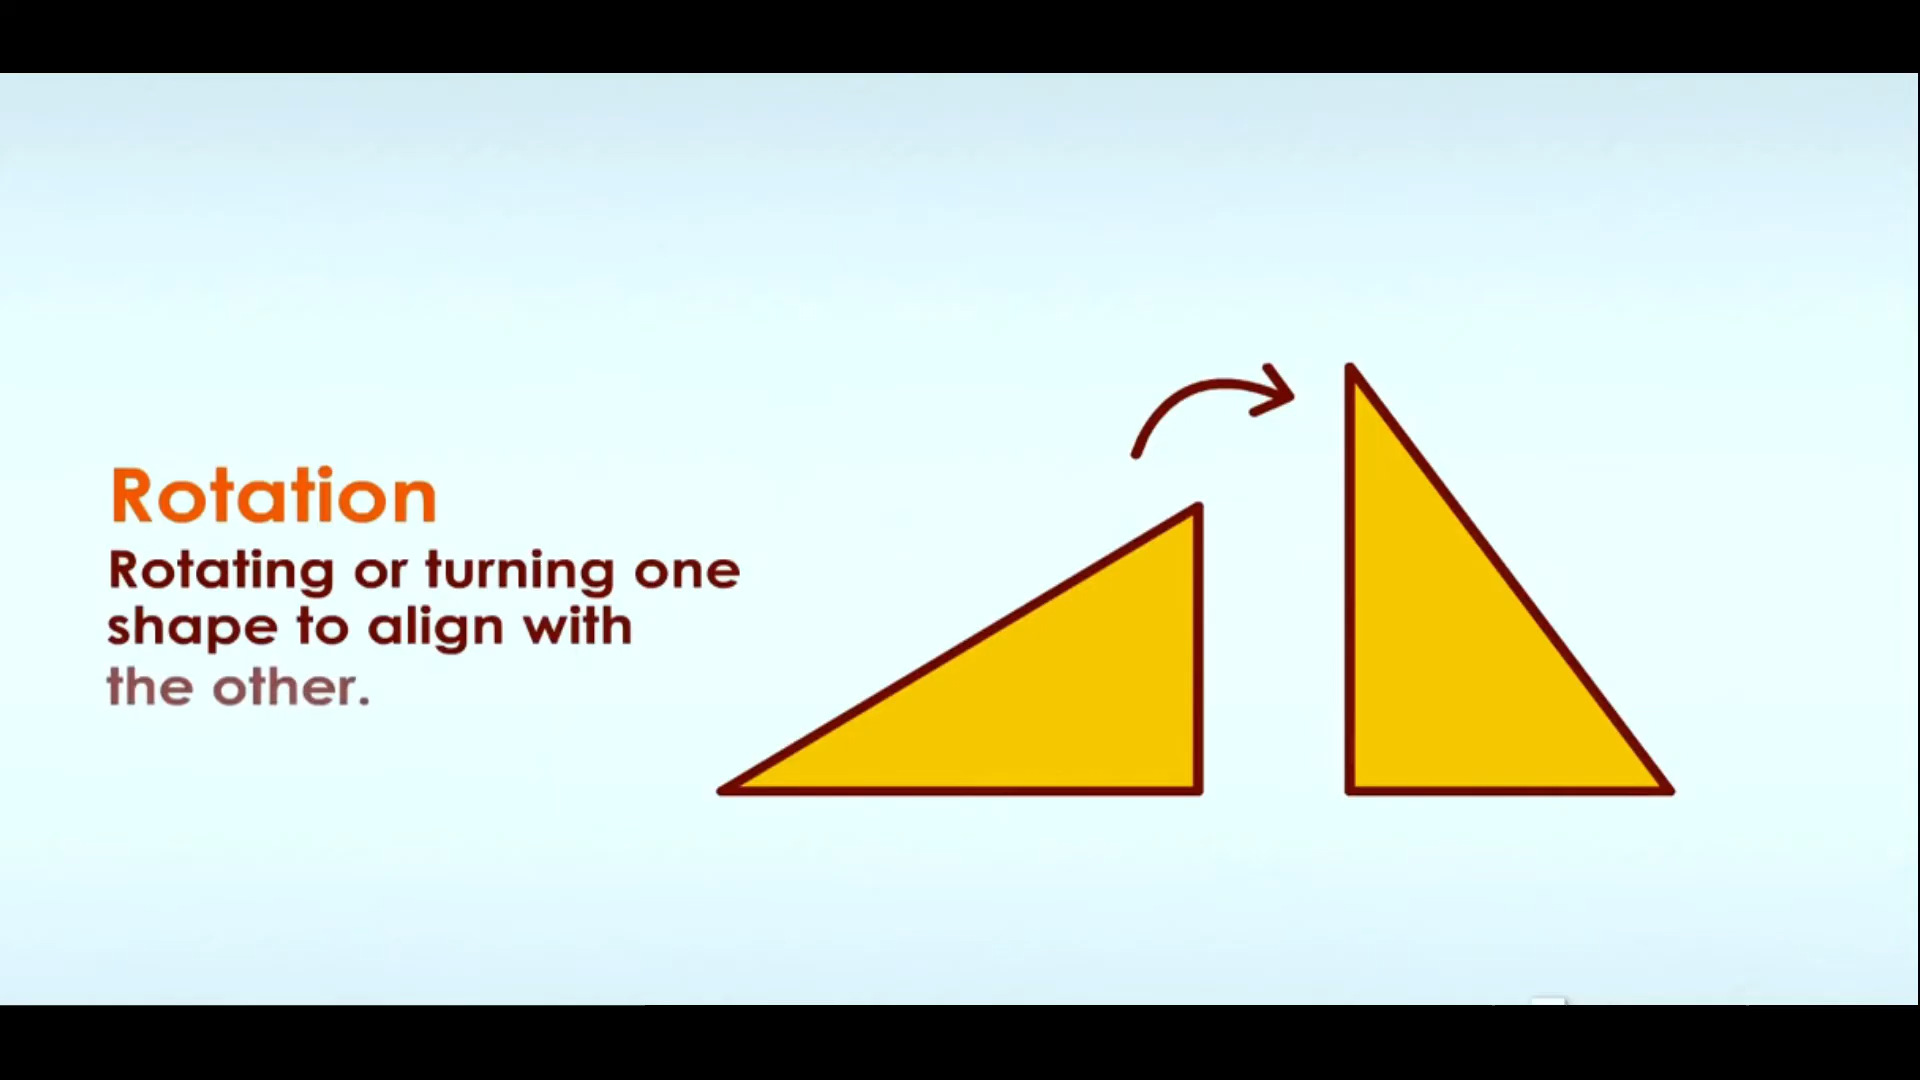 Rotation
Rotating or turning one
shape to align with
the other.